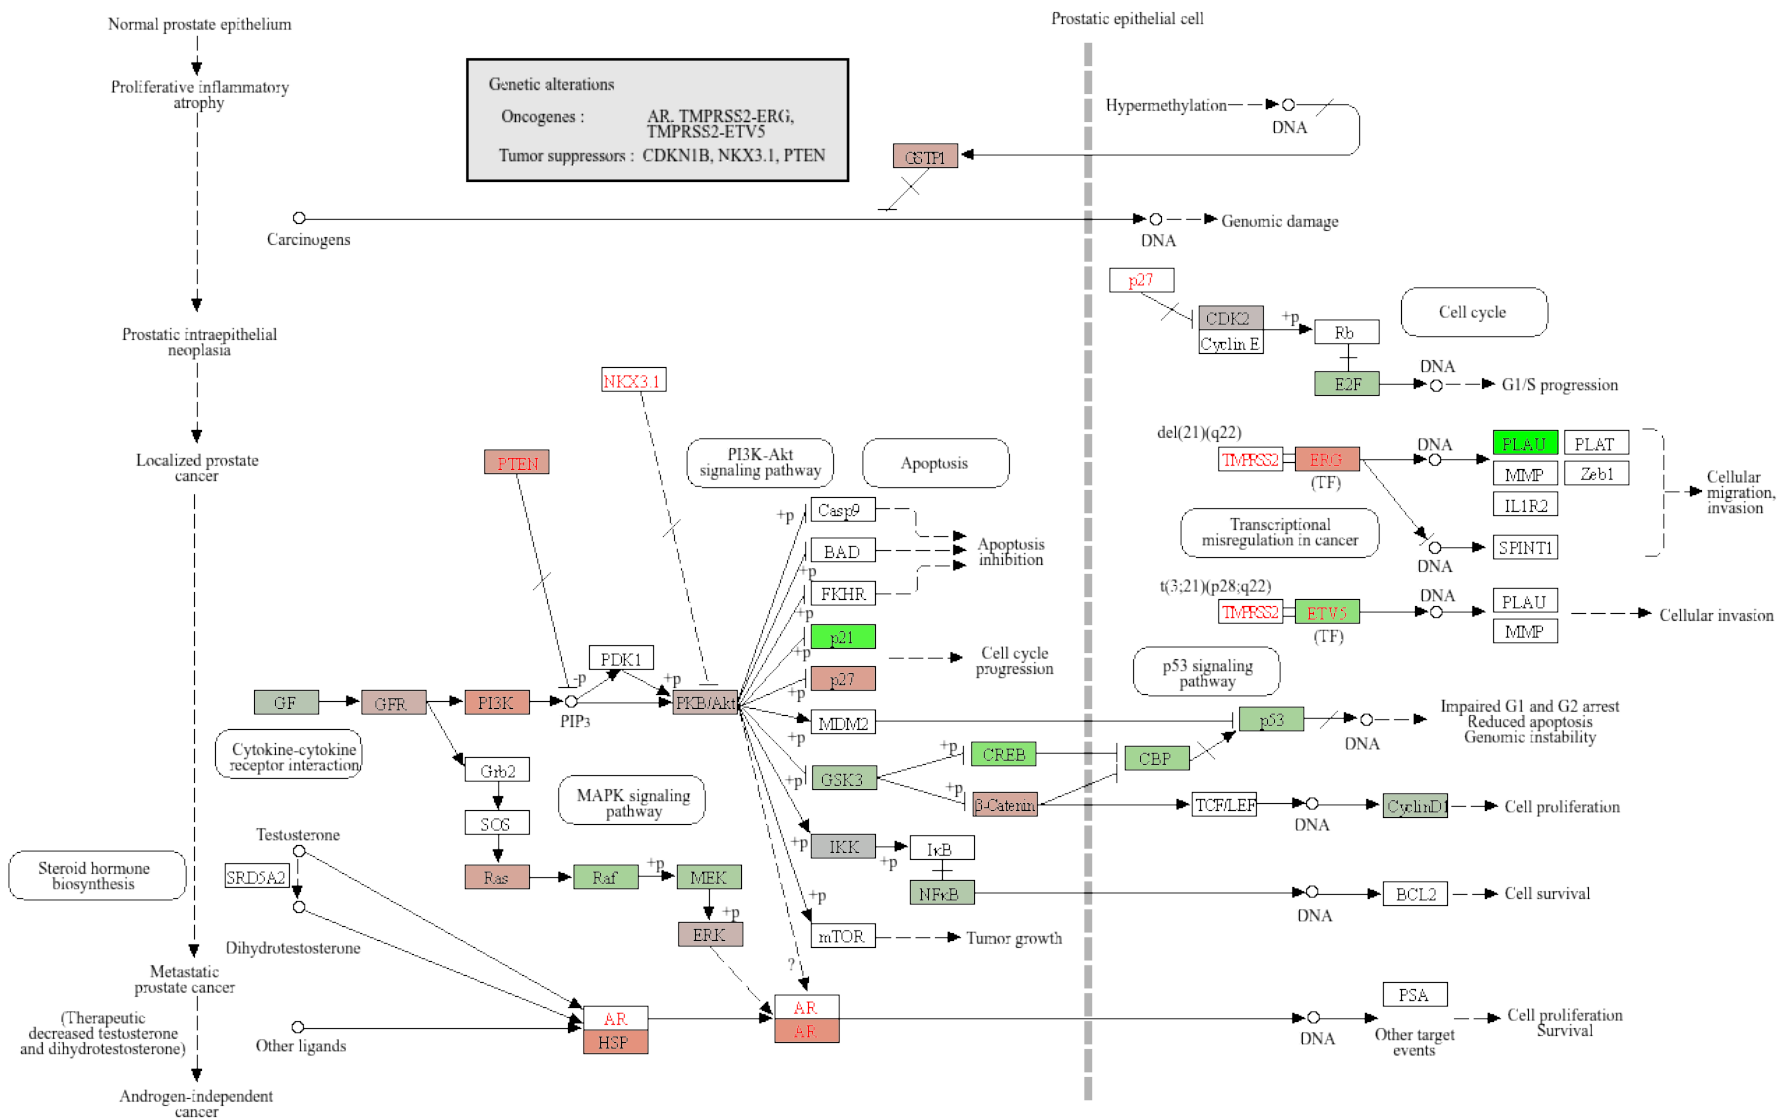 Normal prostate epithelium
Proliferative inflammatory
atrophy
Prostatic intraepithelial
neoplasia
Localized prostate
cancer
Metastatic
prostate cancer
(Therapeutic
decreased testosterone
and dihydrotestosterone)
Androgen-independent
cancer
Genetic alterations
Oncogenes : AR. TMPRSS2-ERG,
TMPRSS2-ETV5
Tumor suppressors : CDKN1B, NKX3.1, PTEN
Prostatic epithelial cell
Hypermethylation
DNA
GSTP1
Carcinogens
DNA
Genomic damage
p27
CDK2
Cyclin E
+p
Rb
Cell cycle
E2F
DNA
G1/S progression
NKX3.1
PTEN
PI3K-Akt
signaling pathway
Apoptosis
del(21)(q22)
TMPRSS2
ERG
(TF)
DNA
PLAU
PLAT
MMP
Zeb1
IL1R2
SPINT1
DNA
Cellular
migration,
invasion
Transcriptional
misregulation in cancer
t(3;21)(p28;q22)
TMPRSS2
ETV5
(TF)
DNA
PLAU
MMP
Cellular invasion
+p
Casp9
BAD
+p
FKHR
+p
Apoptosis
inhibition
p21
+p
Cell cycle
progression
p27
+p
MDM2
+p
GSK3
+p
GF
GFR
PI3K
PIP3
-p
PDK1
+p
PKB/Akt
Cytokine-cytokine
receptor interaction
p53 signaling
pathway
p53
DNA
Impaired G1 and G2 arrest
Reduced apoptosis
Genomic instability
+p
CREB
CBP
+p
β-Catenin
TCF/LEF
DNA
CyclinD1
Cell proliferation
Grb2
SOS
MAPK signaling
pathway
Ras
Raf
+p
MEK
+p
ERK
+p
IKK
+p
IκB
NFκB
DNA
BCL2
Cell survival
+p
mTOR
Tumor growth
?
Steroid hormone
biosynthesis
Testosterone
SRD5A2
Dihydrotestosterone
Other ligands
AR
HSP
AR
AR
DNA
PSA
Other target
events
Cell proliferation
Survival